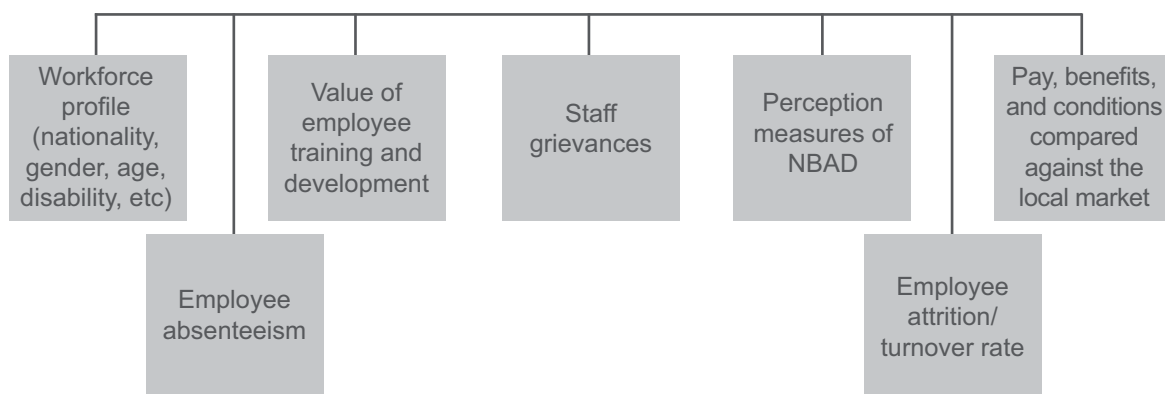 Workforce
profile
(nationality,
gender, age,
disability, etc)
Value of
employee
training and
development
Staff
grievances
Perception
measures of
NBAD
Pay, benefits,
and conditions
compared
against the
local market
Employee
absenteeism
Employee
attrition/
turnover rate